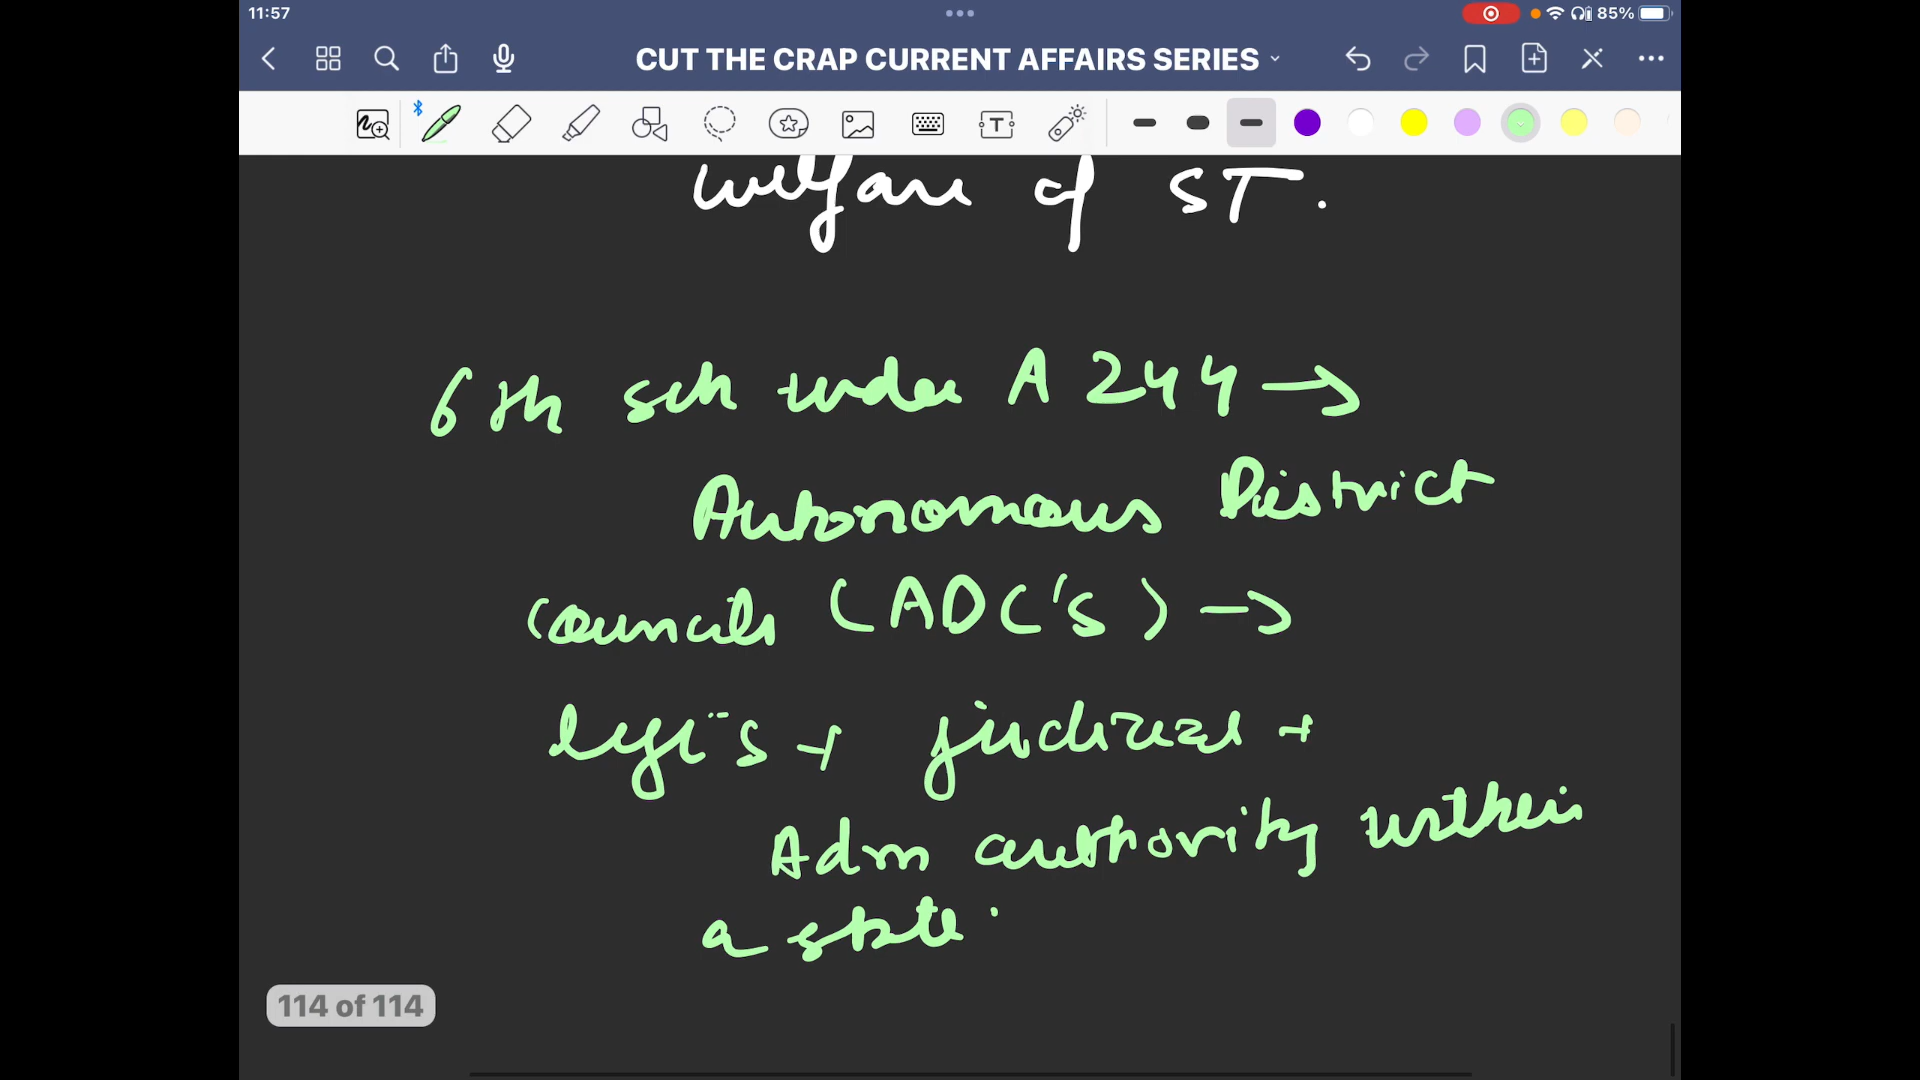 11:57
85%
CUT THE CRAP CURRENT AFFAIRS SERIES
welfare of ST.
6th sch under A 244 →
Autonomous District
Councils (ADC's) →
legis + judicial +
Adm authority within
a state.
114 of 114